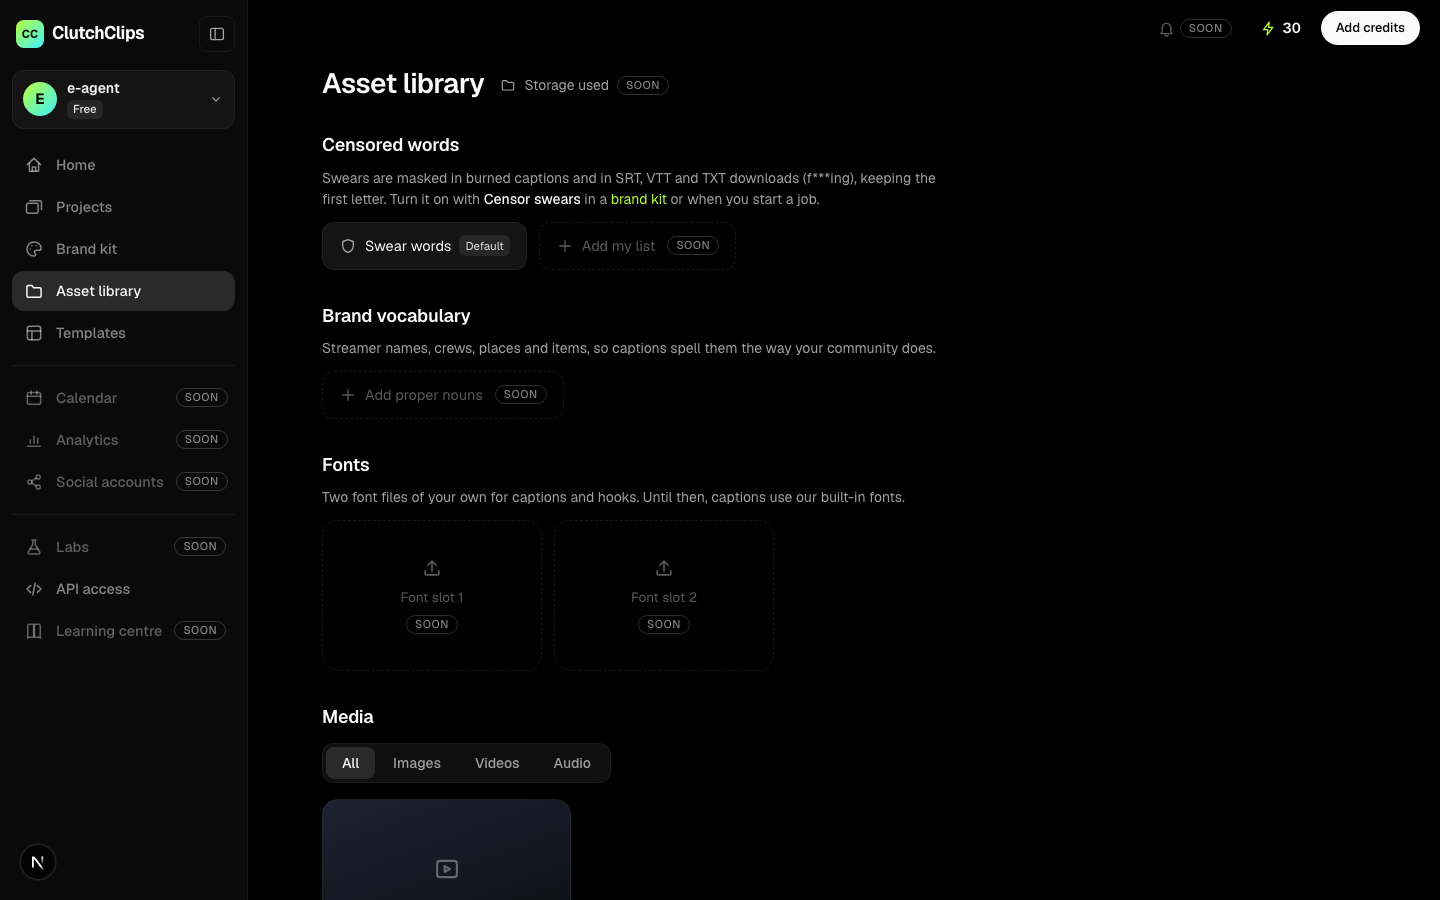 CC ClutchClips
E e-agent
Free
Home
Projects
Brand kit
Asset library
Templates
Calendar SOON
Analytics SOON
Social accounts SOON
Labs SOON
API access
Learning centre SOON
N
SOON 30 Add credits
Asset library Storage used SOON
Censored words
Swears are masked in burned captions and in SRT, VTT and TXT downloads (f***ing), keeping the
first letter. Turn it on with Censor swears in a brand kit or when you start a job.
Swear words Default + Add my list SOON
Brand vocabulary
Streamer names, crews, places and items, so captions spell them the way your community does.
+ Add proper nouns SOON
Fonts
Two font files of your own for captions and hooks. Until then, captions use our built-in fonts.
Font slot 1 Font slot 2
SOON SOON
Media
All Images Videos Audio